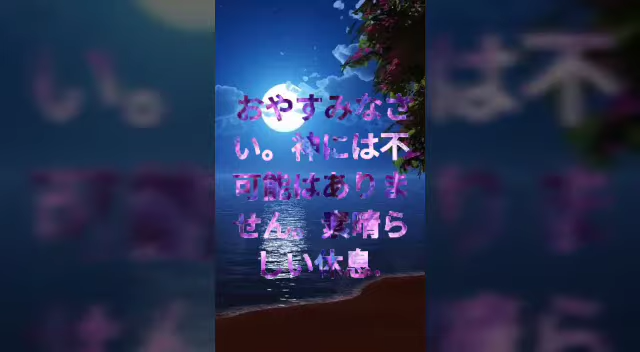 おやすみなさ
い。神には不
可能はありま
せん。素晴ら
しい休息.